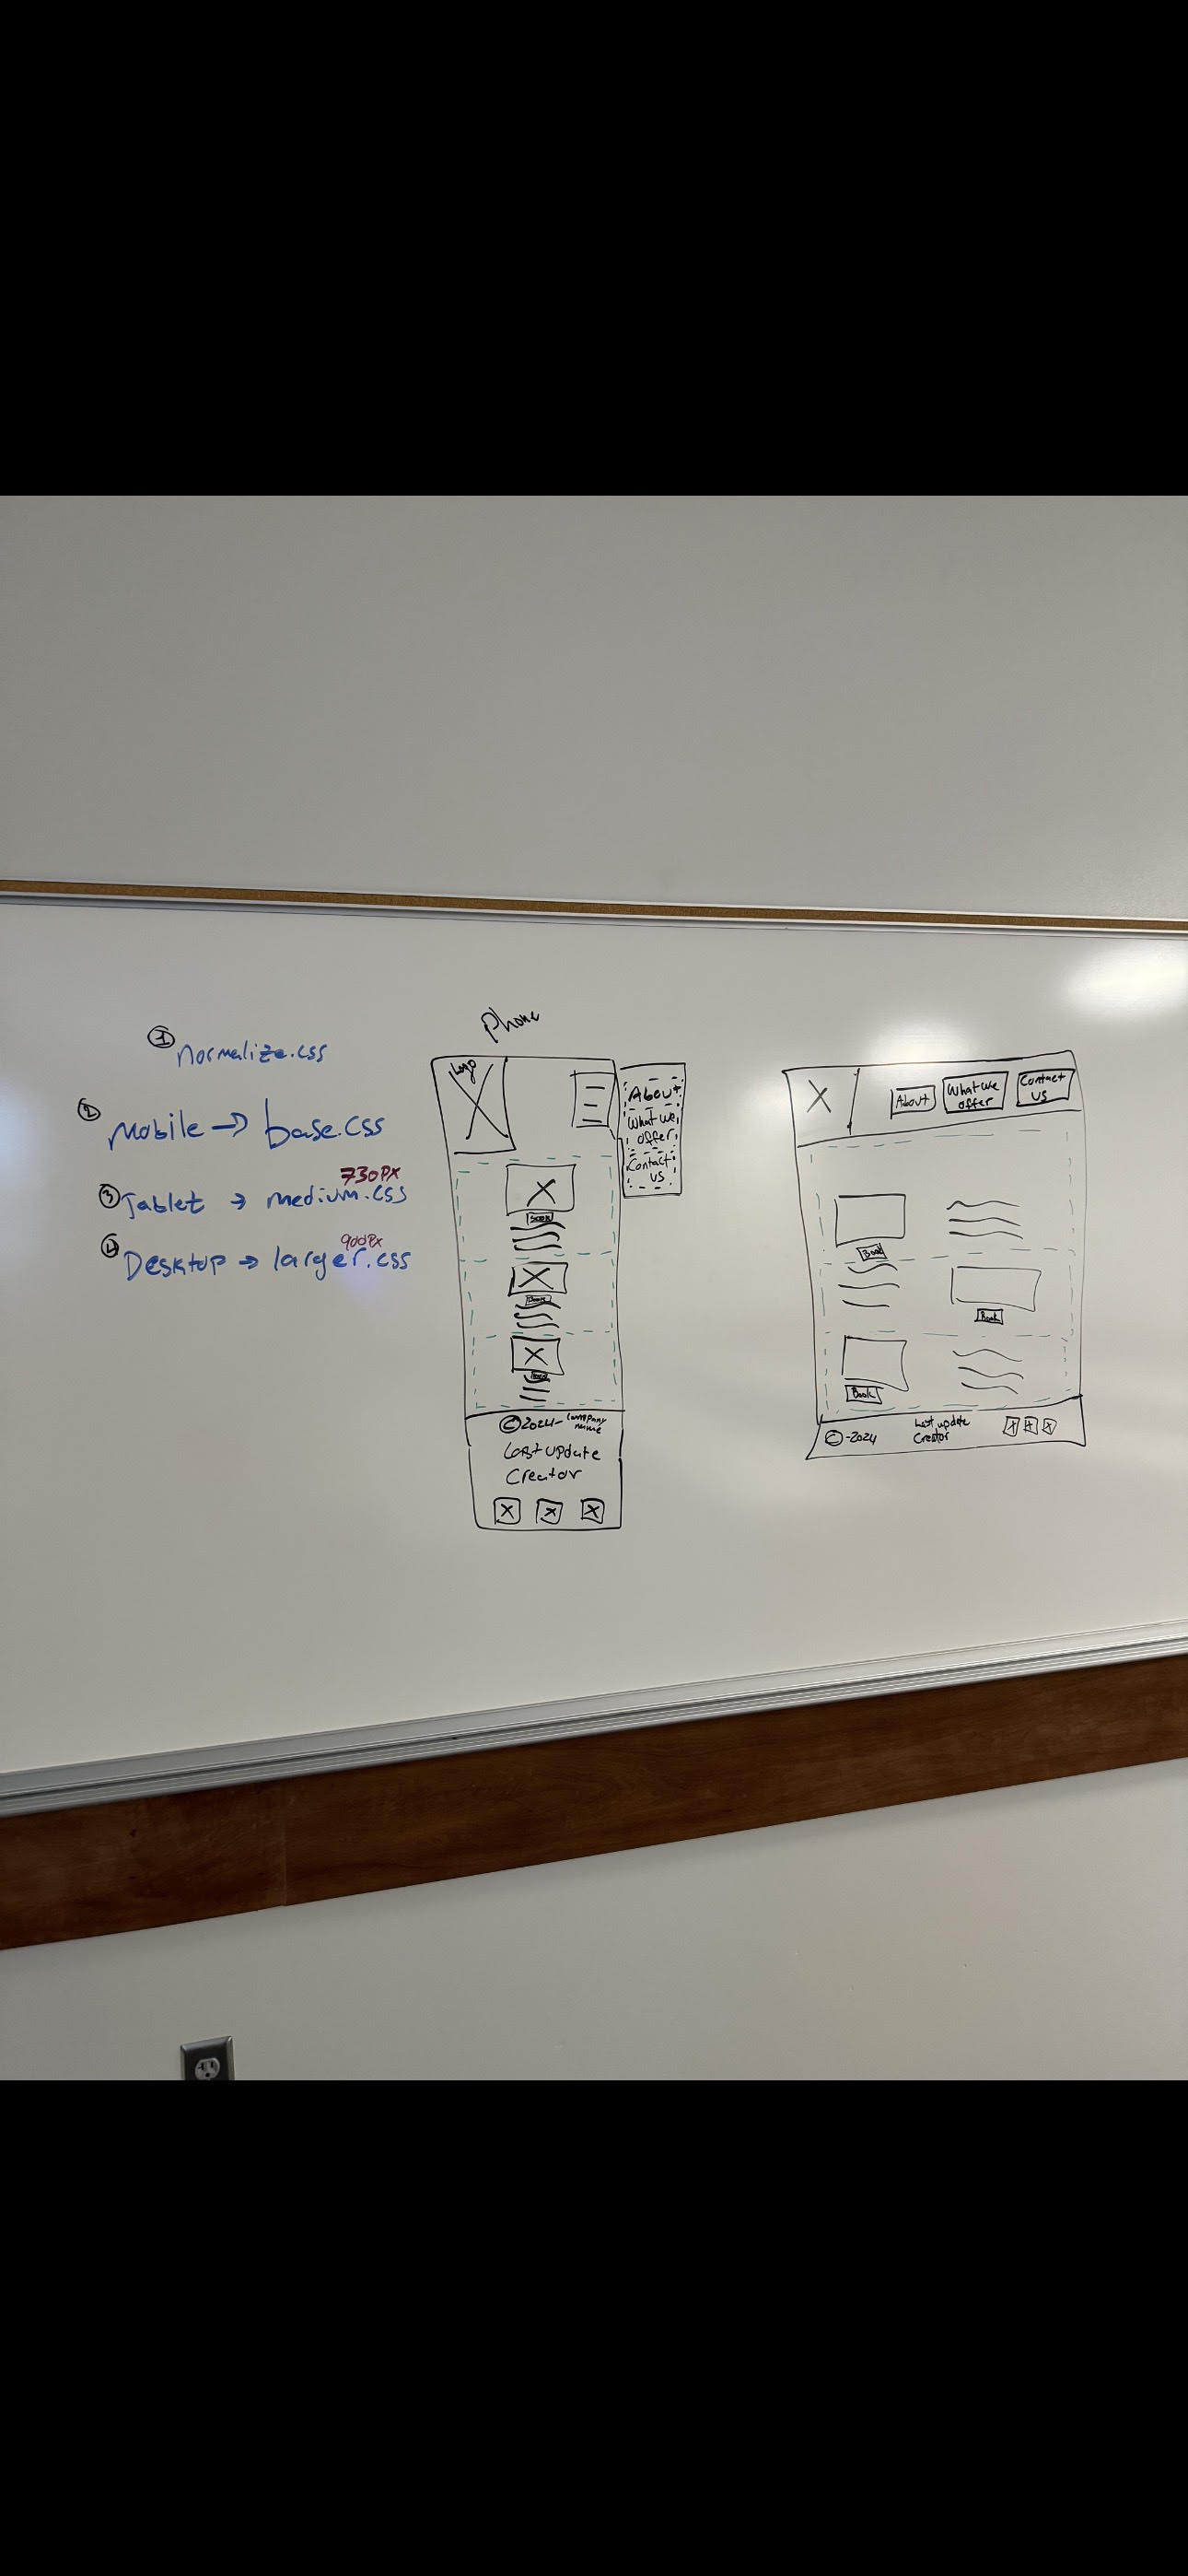 ① normalize.css
② Mobile → base.css
730PX
③ Tablet → medium.css
900Px
④ Desktop → larger.css
Phone
Logo
About
What we
offer
Contact
us
Book
Book
Book
© 2024 - Company
name
Last update
Creator
About
What we
offer
Contact
us
Book
Book
Book
© - 2024
Last update
Creator